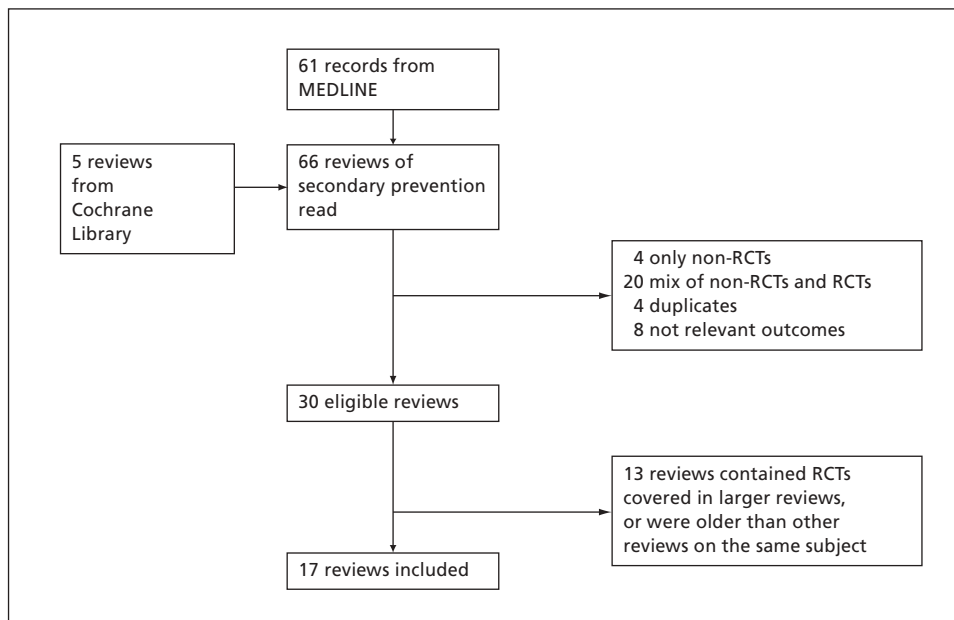 61 records from
MEDLINE
5 reviews
from
Cochrane
Library
66 reviews of
secondary prevention
read
4 only non-RCTs
20 mix of non-RCTs and RCTs
4 duplicates
8 not relevant outcomes
30 eligible reviews
13 reviews contained RCTs
covered in larger reviews,
or were older than other
reviews on the same subject
17 reviews included